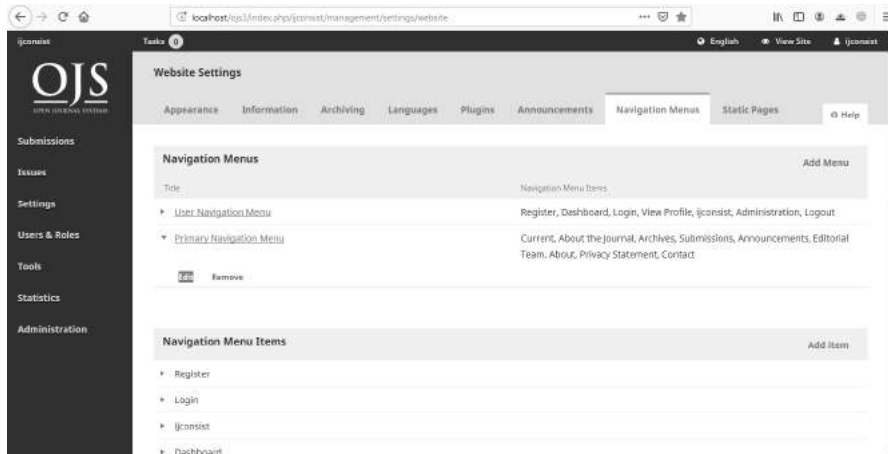 localhost/ojs3/index.php/ijconsist/management/settings/website
ijconsist
Tasks 0
English
View Site
ijconsist
OJS
OPEN JOURNAL SYSTEMS
Website Settings
Appearance
Information
Archiving
Languages
Plugins
Announcements
Navigation Menus
Static Pages
Help
Submissions
Issues
Settings
Users & Roles
Tools
Statistics
Administration
Navigation Menus
Add Menu
Title
Navigation Menu Items
User Navigation Menu
Register, Dashboard, Login, View Profile, ijconsist, Administration, Logout
Primary Navigation Menu
Current, About the Journal, Archives, Submissions, Announcements, Editorial
Team, About, Privacy Statement, Contact
Edit
Remove
Navigation Menu Items
Add item
Register
Login
ijconsist
Dashboard